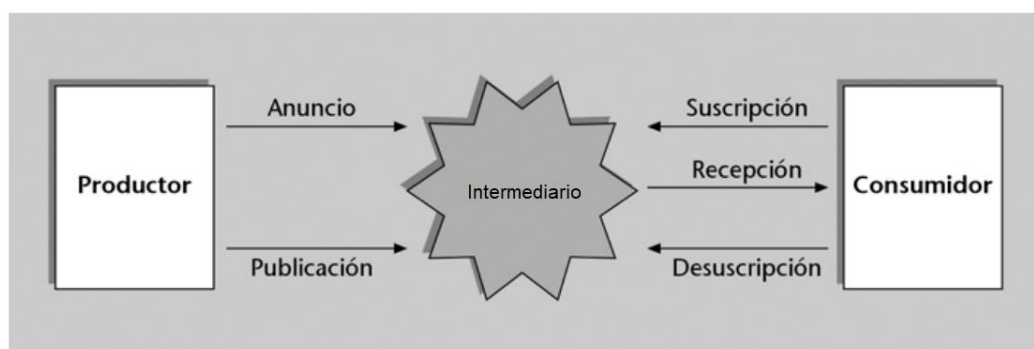 Anuncio
Suscripción
Productor
Intermediario
Recepción
Consumidor
Publicación
Desuscripción